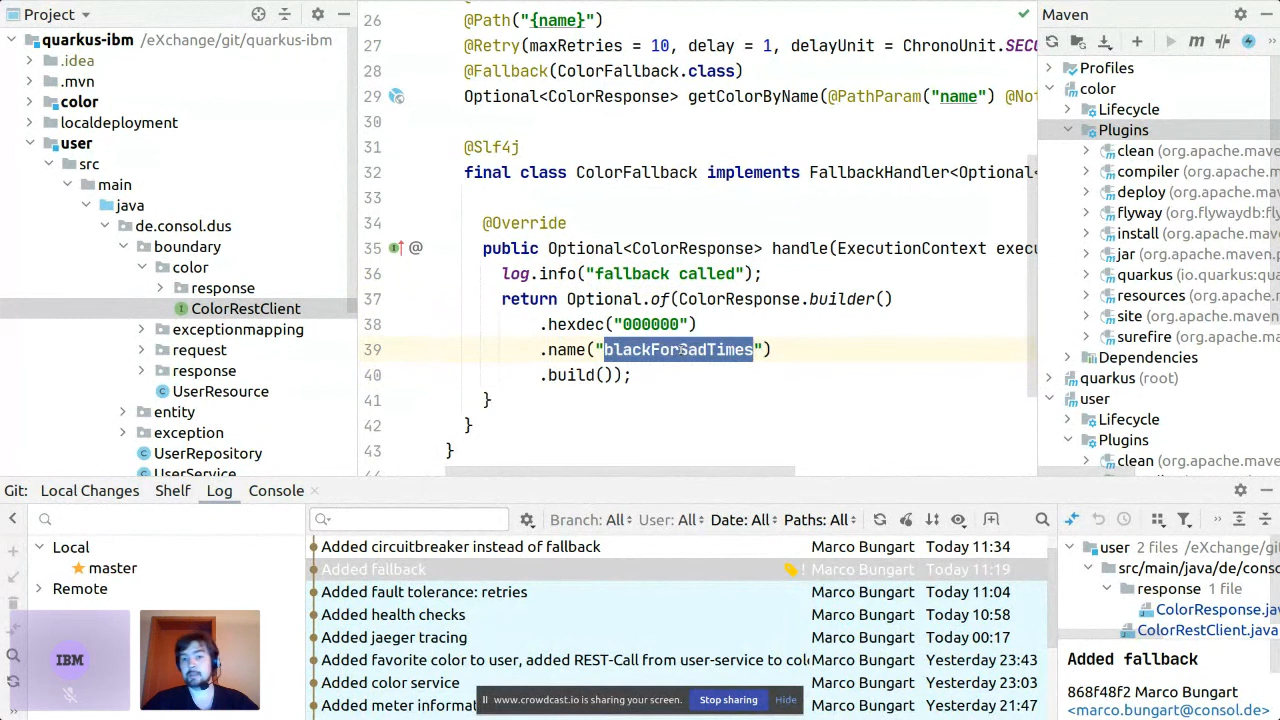 Project
quarkus-ibm /eXchange/git/quarkus-ibm
.idea
.mvn
color
localdeployment
user
src
main
java
de.consol.dus
boundary
color
response
ColorRestClient
exceptionmapping
request
response
UserResource
entity
exception
UserRepository
UserService
26 @Path("{name}")
27 @Retry(maxRetries = 10, delay = 1, delayUnit = ChronoUnit.SEC
28 @Fallback(ColorFallback.class)
29 Optional<ColorResponse> getColorByName(@PathParam("name") @Not
30
31 @Slf4j
32 final class ColorFallback implements FallbackHandler<Optional<
33
34 @Override
35 public Optional<ColorResponse> handle(ExecutionContext execu
36 log.info("fallback called");
37 return Optional.of(ColorResponse.builder()
38 .hexdec("000000")
39 .name("blackForSadTimes")
40 .build());
41 }
42 }
43 }
Maven
Profiles
color
Lifecycle
Plugins
clean (org.apache.maven
compiler (org.apache.mav
deploy (org.apache.maven
flyway (org.flywaydb:fly
install (org.apache.maven
jar (org.apache.maven.p
quarkus (io.quarkus:qua
resources (org.apache.m
site (org.apache.maven.
surefire (org.apache.mav
Dependencies
quarkus (root)
user
Lifecycle
Plugins
clean (org.apache.maven
Git: Local Changes Shelf Log Console
Branch: All User: All Date: All Paths: All
Local
master
Remote
Added circuitbreaker instead of fallback Marco Bungart Today 11:34
Added fallback ! Marco Bungart Today 11:19
Added fault tolerance: retries Marco Bungart Today 11:04
Added health checks Marco Bungart Today 10:58
Added jaeger tracing Marco Bungart Today 00:17
Added favorite color to user, added REST-Call from user-service to colo Marco Bungart Yesterday 23:43
Added color service Marco Bungart Yesterday 23:03
Added meter informat Marco Bungart Yesterday 21:47
user 2 files /eXchange/git
src/main/java/de/conso
response 1 file
ColorResponse.jav
ColorRestClient.java
Added fallback
868f48f2 Marco Bungart
<marco.bungart@consol.de>
IBM
www.crowdcast.io is sharing your screen. Stop sharing Hide